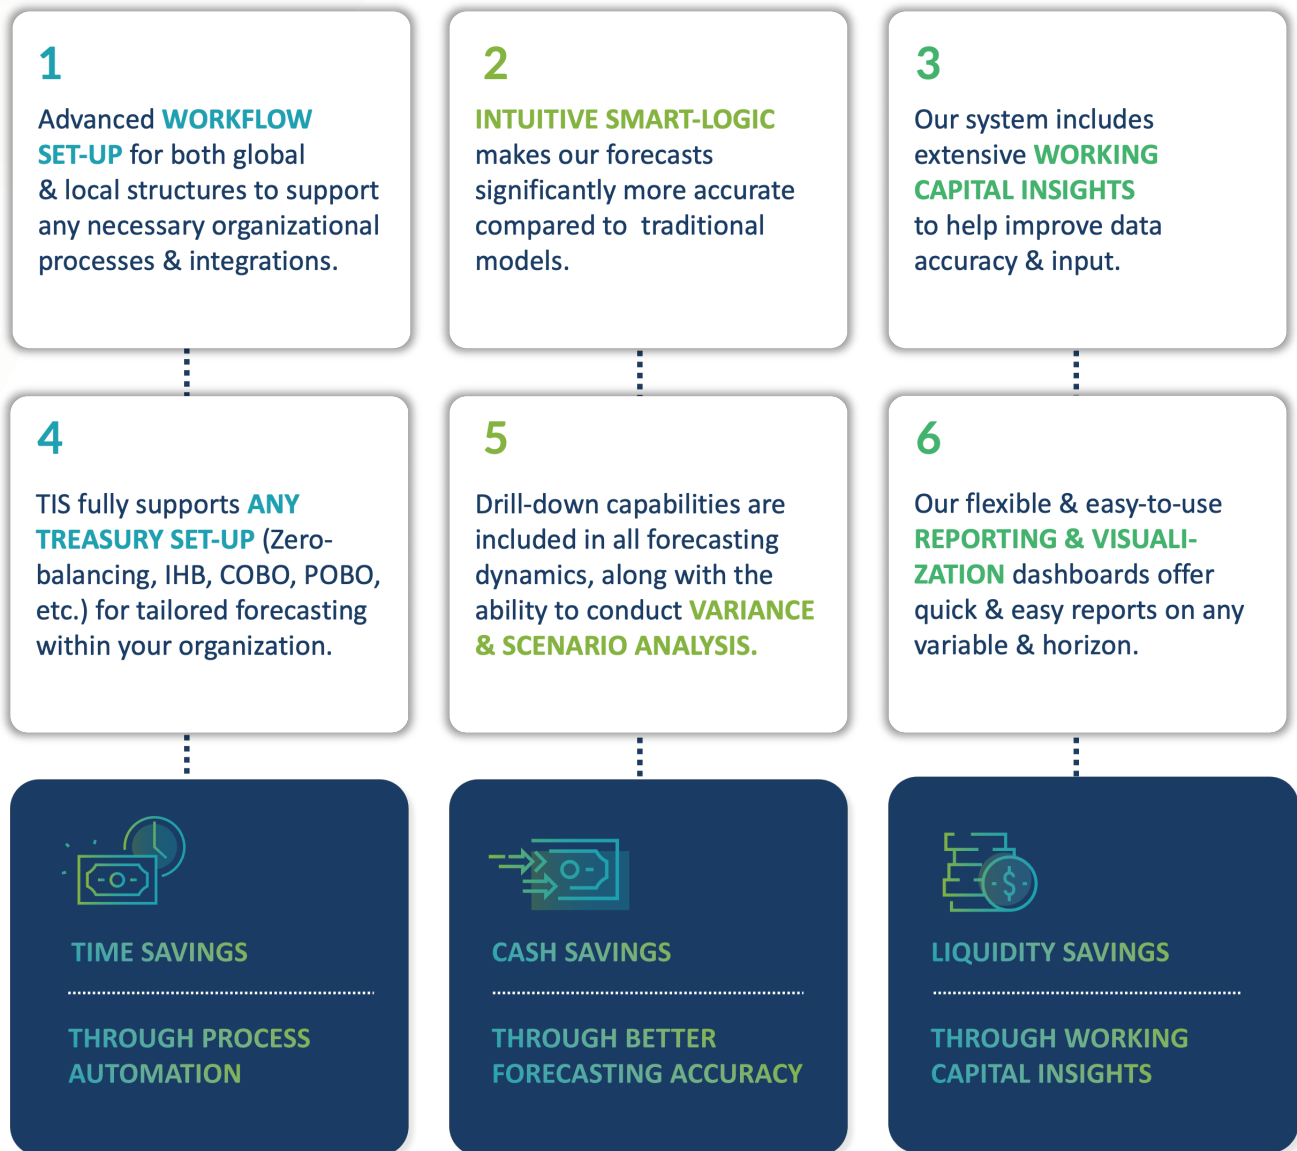 1
Advanced WORKFLOW
SET-UP for both global
& local structures to support
any necessary organizational
processes & integrations.
2
INTUITIVE SMART-LOGIC
makes our forecasts
significantly more accurate
compared to  traditional
models.
3
Our system includes
extensive WORKING
CAPITAL INSIGHTS
to help improve data
accuracy & input.
4
TIS fully supports ANY
TREASURY SET-UP (Zero-
balancing, IHB, COBO, POBO,
etc.) for tailored forecasting
within your organization.
5
Drill-down capabilities are
included in all forecasting
dynamics, along with the
ability to conduct VARIANCE
& SCENARIO ANALYSIS.
6
Our flexible & easy-to-use
REPORTING & VISUALI-
ZATION dashboards offer
quick & easy reports on any
variable & horizon.
TIME SAVINGS
THROUGH PROCESS
AUTOMATION
CASH SAVINGS
THROUGH BETTER
FORECASTING ACCURACY
$
LIQUIDITY SAVINGS
THROUGH WORKING
CAPITAL INSIGHTS